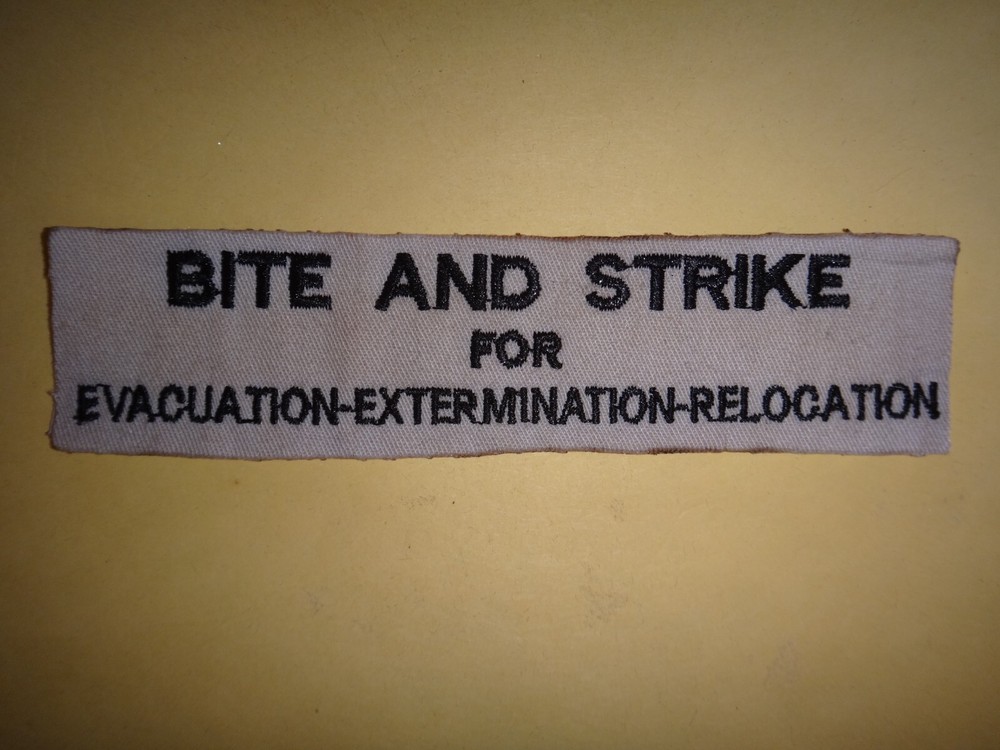 BITE AND STRIKE
FOR
EVACUATION-EXTERMINATION-RELOCATION